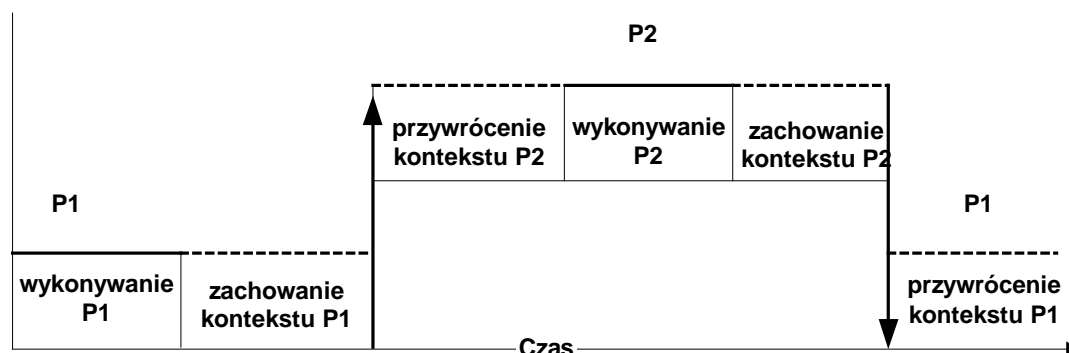 P2
przywrócenie
kontekstu P2
wykonywanie
P2
zachowanie
kontekstu P2
P1
P1
wykonywanie
P1
zachowanie
kontekstu P1
przywrócenie
kontekstu P1
Czas